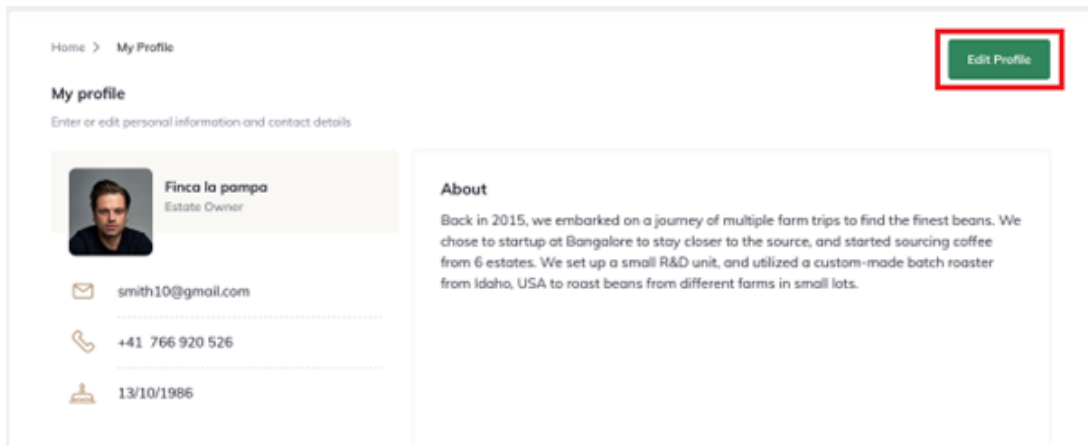 Home > My Profile
Edit Profile
My profile
Enter or edit personal information and contact details
Finca la pampa
Estate Owner
smith10@gmail.com
+41 766 920 526
13/10/1986
About
Back in 2015, we embarked on a journey of multiple farm trips to find the finest beans. We
chose to startup at Bangalore to stay closer to the source, and started sourcing coffee
from 6 estates. We set up a small R&D unit, and utilized a custom-made batch roaster
from Idaho, USA to roast beans from different farms in small lots.